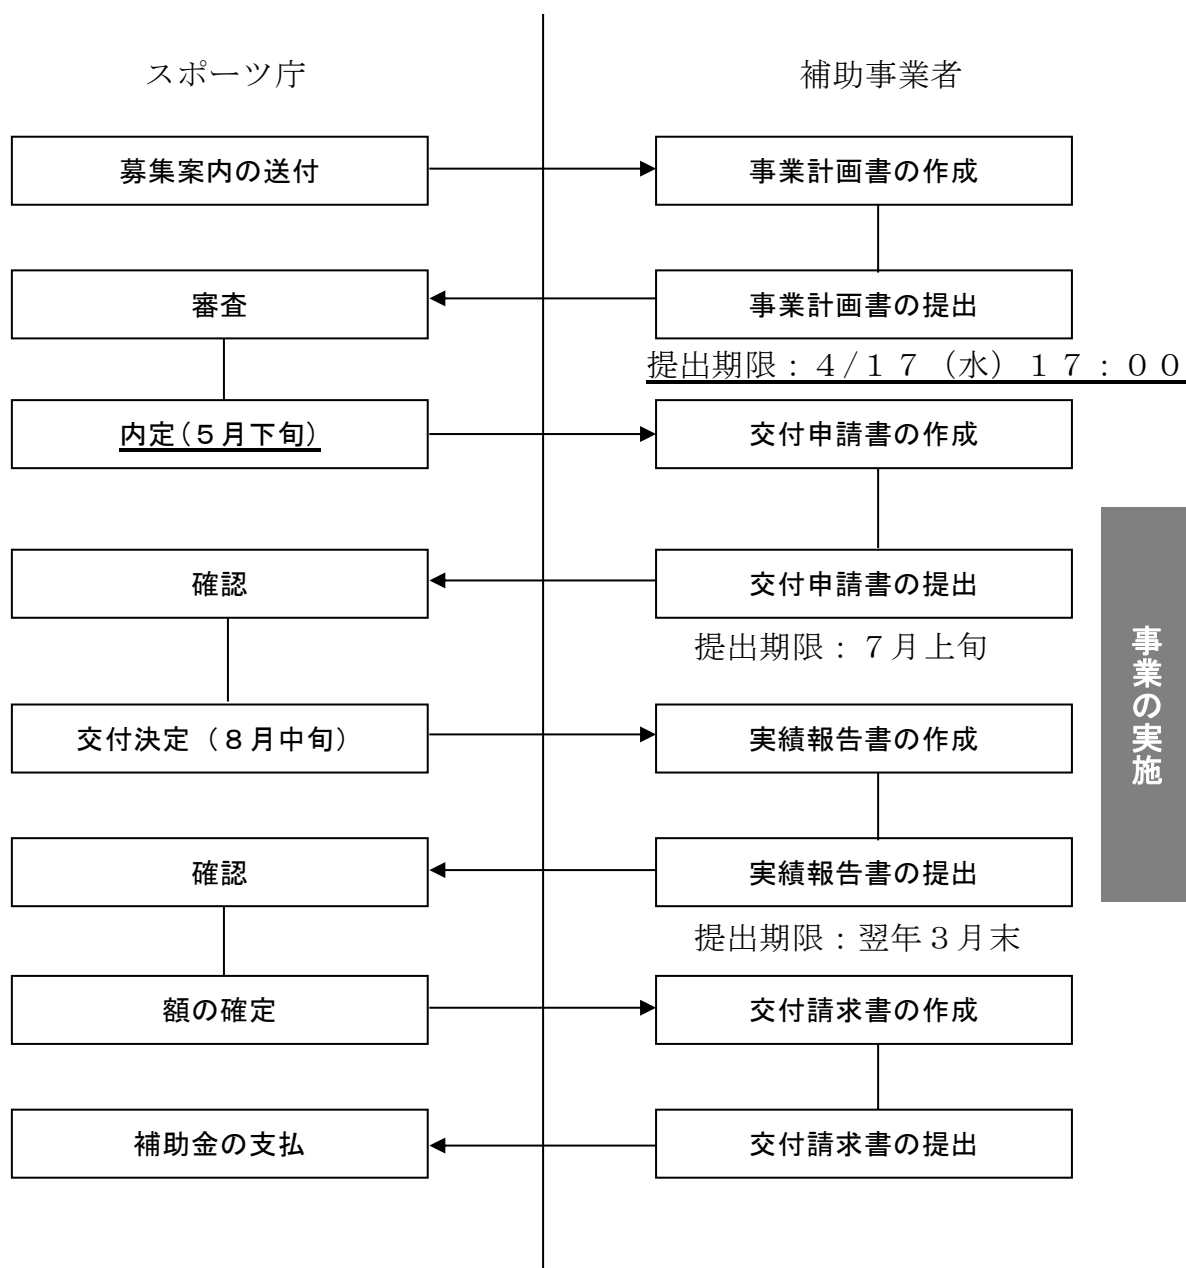 スポーツ庁
補助事業者
募集案内の送付
事業計画書の作成
審査
事業計画書の提出
提出期限：４/１７（水）１７：００
内定（５月下旬）
交付申請書の作成
確認
交付申請書の提出
提出期限：７月上旬
事業の実施
交付決定（８月中旬）
実績報告書の作成
確認
実績報告書の提出
提出期限：翌年３月末
額の確定
交付請求書の作成
補助金の支払
交付請求書の提出